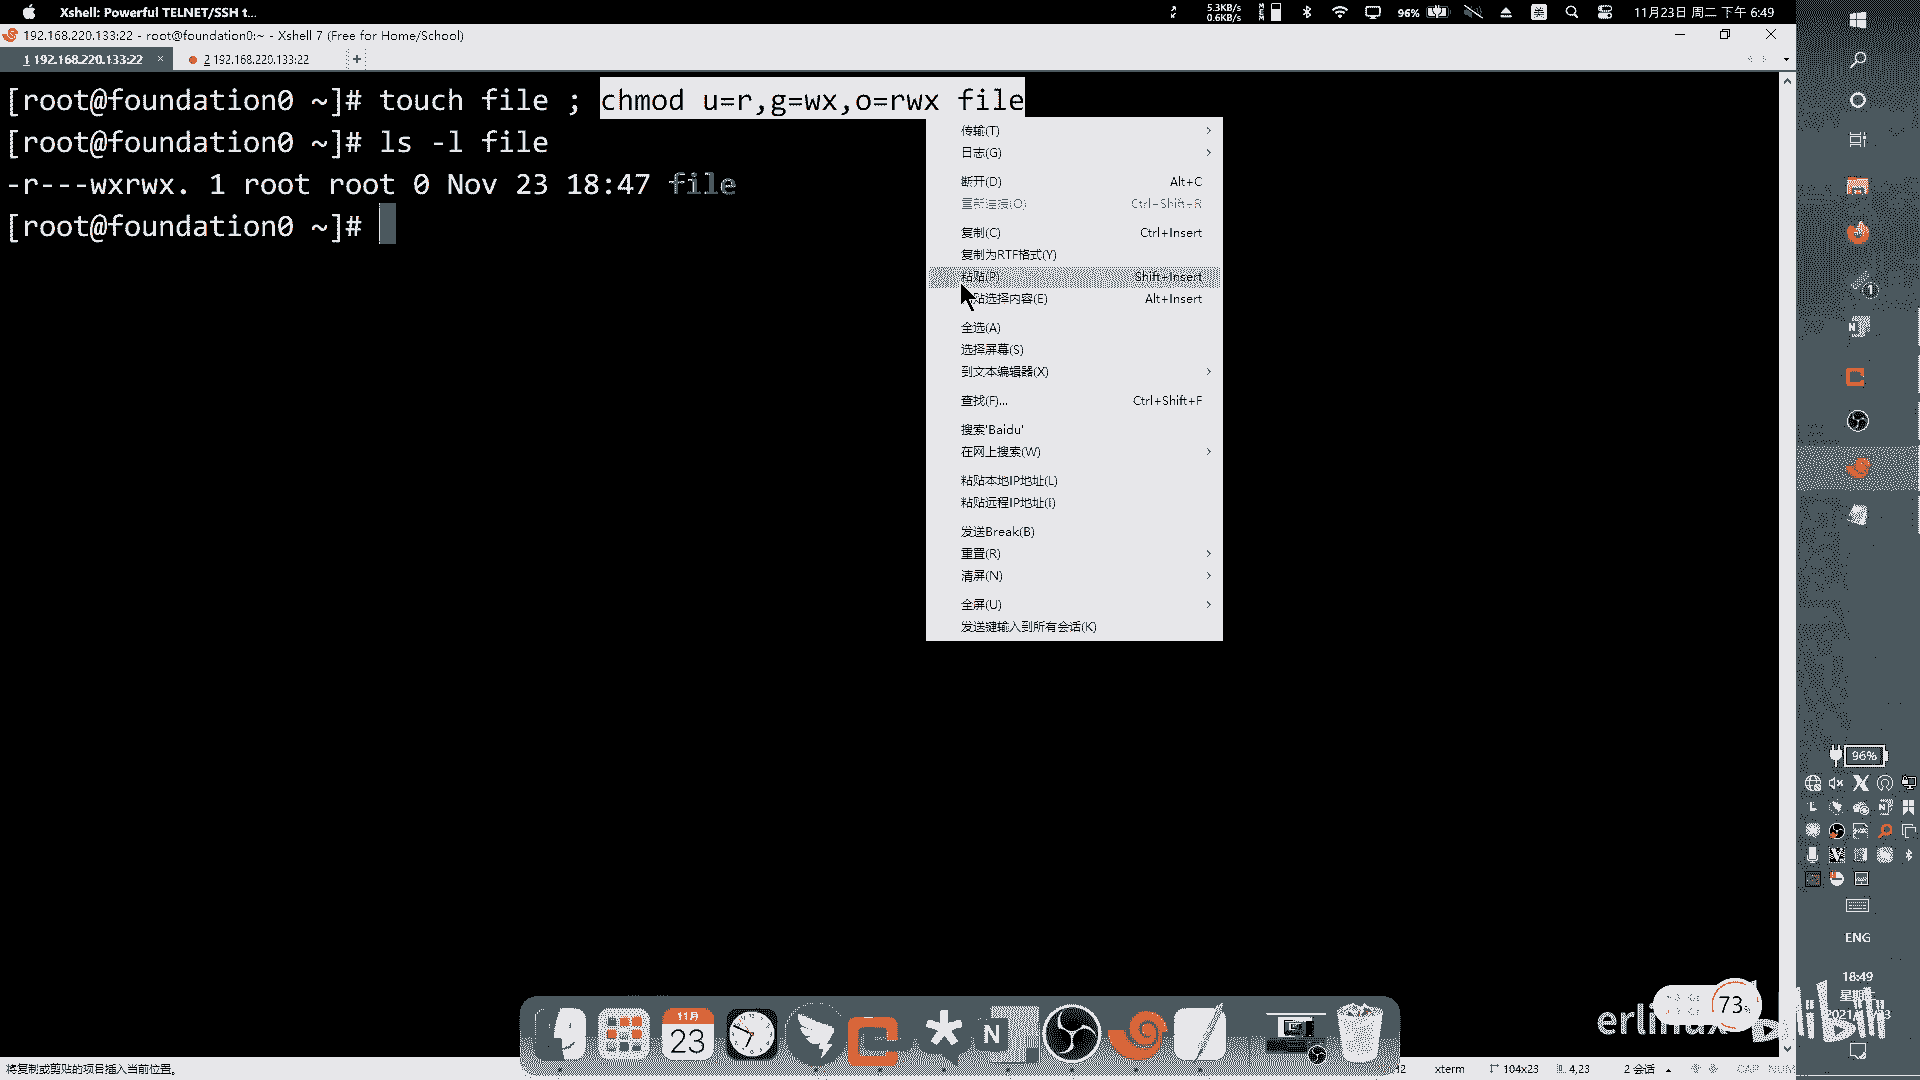 Xshell: Powerful TELNET/SSH t...
5.3KB/s
0.6KB/s
96%
美
11月23日 周二 下午 6:49
192.168.220.133:22 - root@foundation0:~ - Xshell 7 (Free for Home/School)
1 192.168.220.133:22
2 192.168.220.133:22
[root@foundation0 ~]# touch file ; chmod u=r,g=wx,o=rwx file
[root@foundation0 ~]# ls -l file
-r---wxrwx. 1 root root 0 Nov 23 18:47 file
[root@foundation0 ~]#
传输(T)
日志(G)
断开(D) Alt+C
重新连接(O) Ctrl+Shift+R
复制(C) Ctrl+Insert
复制为RTF格式(Y)
粘贴(P) Shift+Insert
贴选择内容(E) Alt+Insert
全选(A)
选择屏幕(S)
到文本编辑器(X)
查找(F)... Ctrl+Shift+F
搜索'Baidu'
在网上搜索(W)
粘贴本地IP地址(L)
粘贴远程IP地址(I)
发送Break(B)
重置(R)
清屏(N)
全屏(U)
发送键输入到所有会话(K)
96%
ENG
18:49
11月
23
N
73
bilibili
将复制或剪贴的项目插入当前位置。
xterm
104x23
4,23
2 会话
CAP
NUM